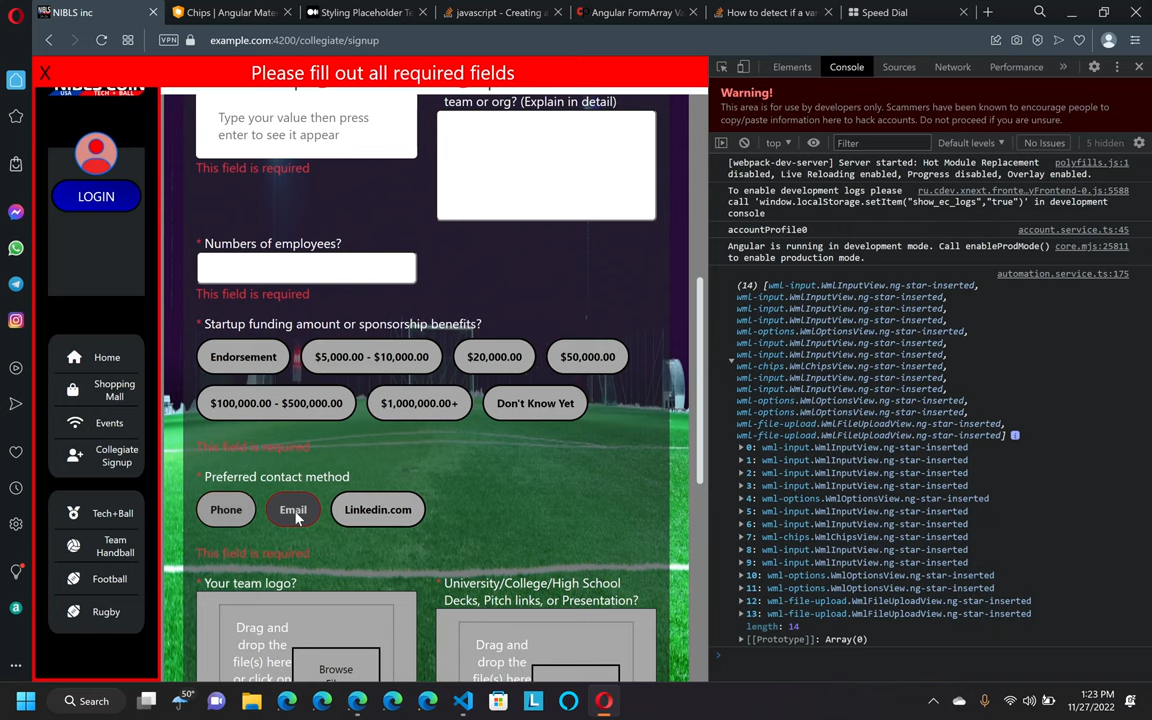 NIBLS inc
Chips | Angular Mate
Styling Placeholder Te
javascript - Creating a
Angular FormArray Va
How to detect if a var
Speed Dial
VPN
example.com:4200/collegiate/signup
X
Please fill out all required fields
NIBLS COIN
USA
TECH + BALL
LOGIN
Home
Shopping
Mall
Events
Collegiate
Signup
Tech+Ball
Team
Handball
Football
Rugby
team or org? (Explain in detail)
Type your value then press
enter to see it appear
This field is required
* Numbers of employees?
This field is required
* Startup funding amount or sponsorship benefits?
Endorsement
$5,000.00 - $10,000.00
$20,000.00
$50,000.00
$100,000.00 - $500,000.00
$1,000,000.00+
Don't Know Yet
This field is required
* Preferred contact method
Phone
Email
Linkedin.com
This field is required
* Your team logo?
* University/College/High School
Decks, Pitch links, or Presentation?
Drag and
drop the
file(s) here
or click on
Browse
Drag and
drop the
file(s) here
Elements
Console
Sources
Network
Performance
Warning!
This area is for use by developers only. Scammers have been known to encourage people to
copy/paste information here to hack accounts. Do not proceed if you are unsure.
top
Filter
Default levels
No Issues
5 hidden
[webpack-dev-server] Server started: Hot Module Replacement polyfills.js:1
disabled, Live Reloading enabled, Progress disabled, Overlay enabled.
To enable development logs please ru.cdev.xnext.fronte…yFrontend-0.js:5588
call 'window.localStorage.setItem("show_ec_logs","true")' in development
console
accountProfile0 account.service.ts:45
Angular is running in development mode. Call enableProdMode() core.mjs:25811
to enable production mode.
automation.service.ts:175
(14) [wml-input.WmlInputView.ng-star-inserted,
wml-input.WmlInputView.ng-star-inserted,
wml-input.WmlInputView.ng-star-inserted,
wml-input.WmlInputView.ng-star-inserted,
wml-options.WmlOptionsView.ng-star-inserted,
wml-input.WmlInputView.ng-star-inserted,
wml-input.WmlInputView.ng-star-inserted,
wml-chips.WmlChipsView.ng-star-inserted,
wml-input.WmlInputView.ng-star-inserted,
wml-input.WmlInputView.ng-star-inserted,
wml-options.WmlOptionsView.ng-star-inserted,
wml-options.WmlOptionsView.ng-star-inserted,
wml-file-upload.WmlFileUploadView.ng-star-inserted,
wml-file-upload.WmlFileUploadView.ng-star-inserted]
0: wml-input.WmlInputView.ng-star-inserted
1: wml-input.WmlInputView.ng-star-inserted
2: wml-input.WmlInputView.ng-star-inserted
3: wml-input.WmlInputView.ng-star-inserted
4: wml-options.WmlOptionsView.ng-star-inserted
5: wml-input.WmlInputView.ng-star-inserted
6: wml-input.WmlInputView.ng-star-inserted
7: wml-chips.WmlChipsView.ng-star-inserted
8: wml-input.WmlInputView.ng-star-inserted
9: wml-input.WmlInputView.ng-star-inserted
10: wml-options.WmlOptionsView.ng-star-inserted
11: wml-options.WmlOptionsView.ng-star-inserted
12: wml-file-upload.WmlFileUploadView.ng-star-inserted
13: wml-file-upload.WmlFileUploadView.ng-star-inserted
length: 14
[[Prototype]]: Array(0)
Search
50°
1:23 PM
11/27/2022